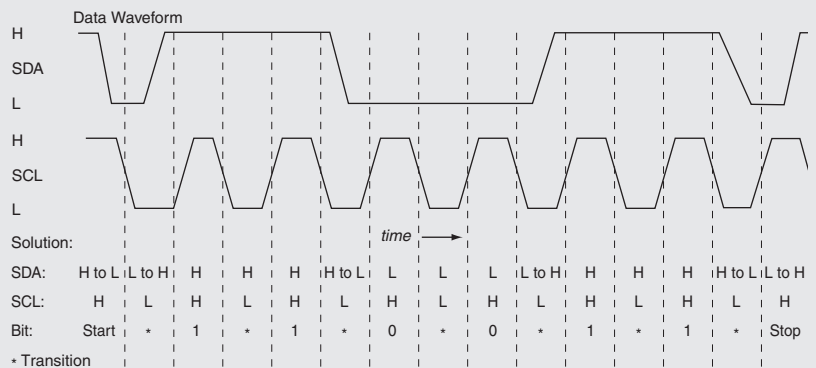 Data Waveform
H
SDA
L
H
SCL
L
time
Solution:
SDA: H to L L to H H H H H to L L L L L to H H H H H to L L to H
SCL: H L H L H L H L H L H L H L H
Bit: Start * 1 * 1 * 0 * 0 * 1 * 1 * Stop
* Transition